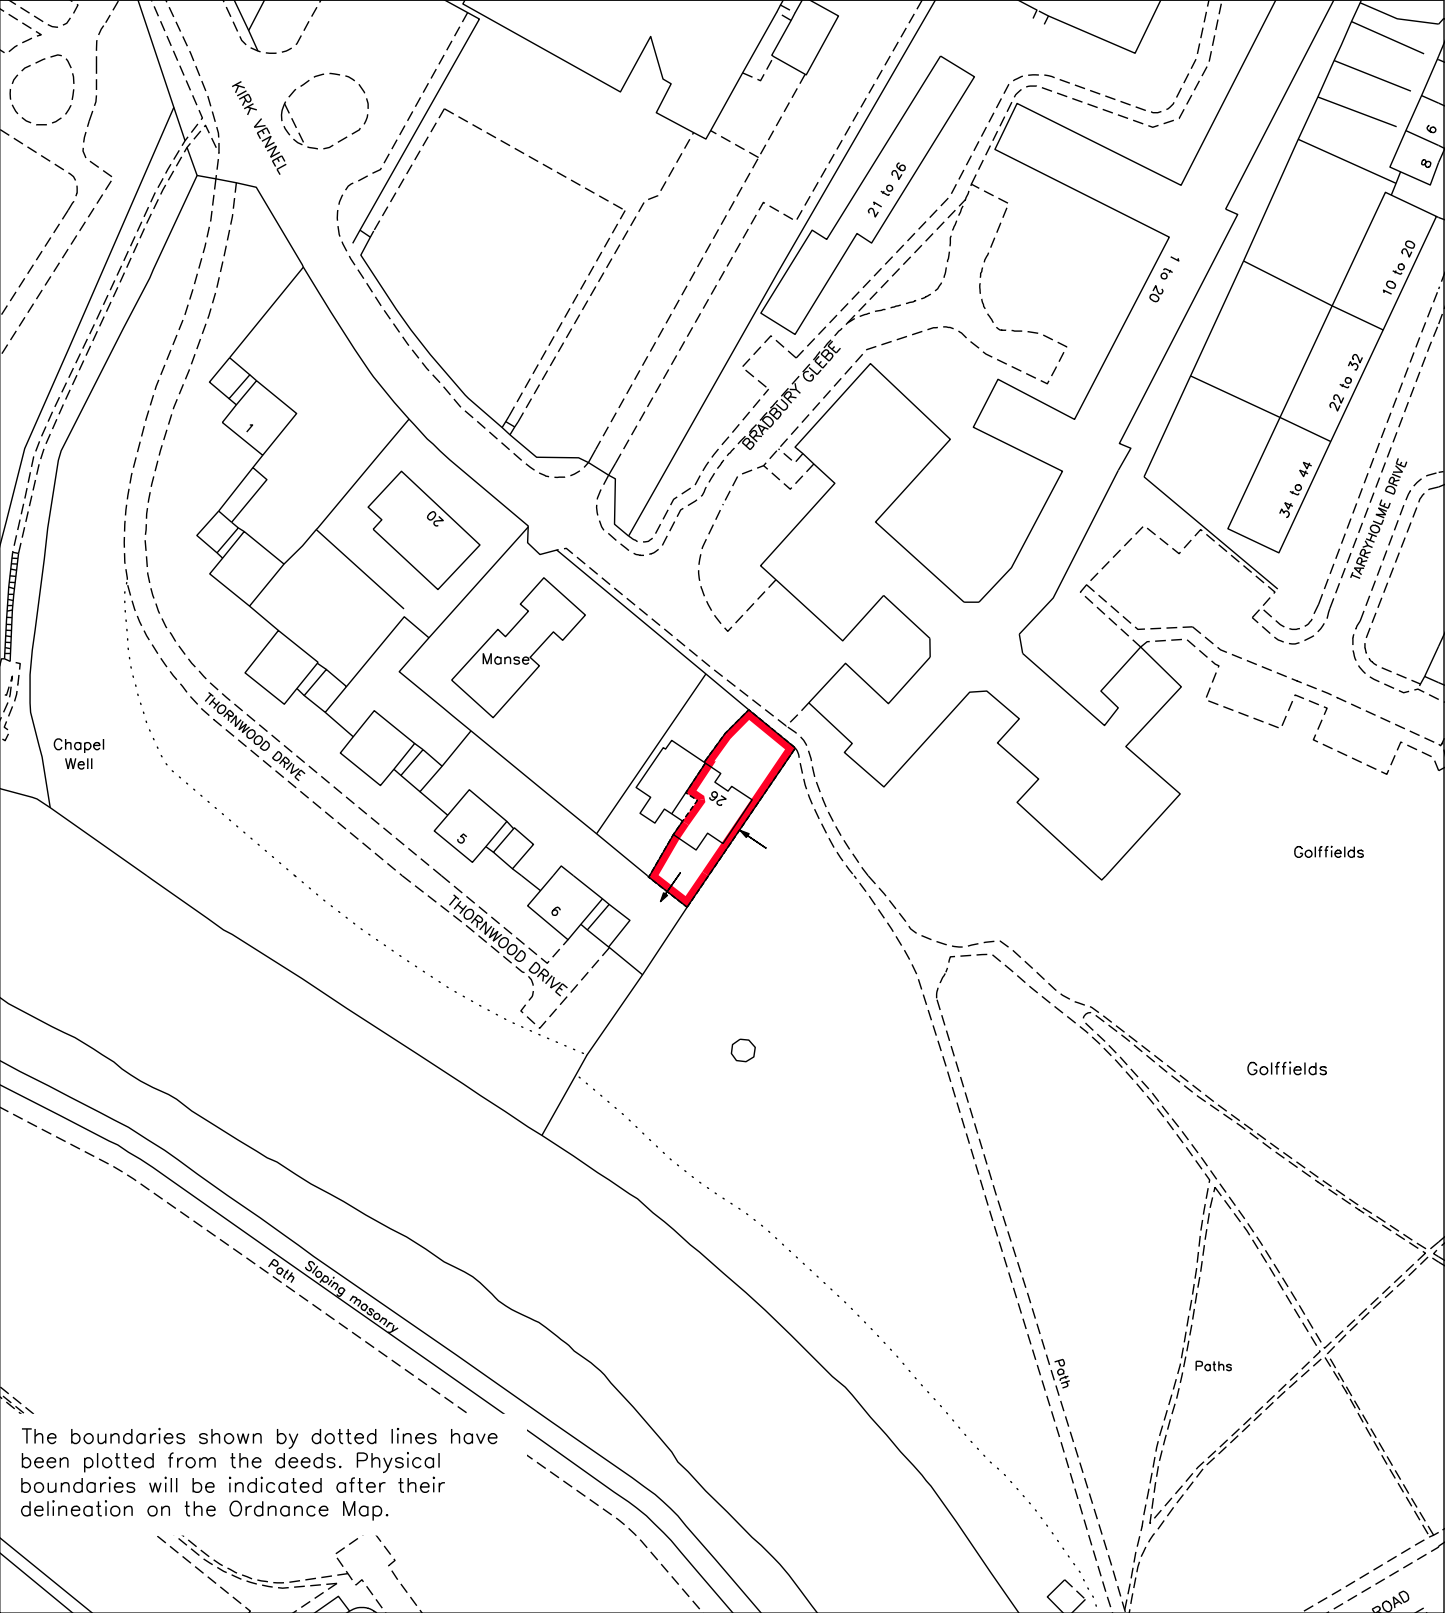 KIRK VENNEL
6
8
21 to 26
1 to 20
10 to 20
22 to 32
34 to 44
BRADBURY GLEBE
TARRYHOLME DRIVE
1
20
Manse
THORNWOOD DRIVE
Chapel
Well
26
5
6
THORNWOOD DRIVE
Golffields
Golffields
Path
Sloping masonry
Path
Paths
The boundaries shown by dotted lines have
been plotted from the deeds. Physical
boundaries will be indicated after their
delineation on the Ordnance Map.
ROAD